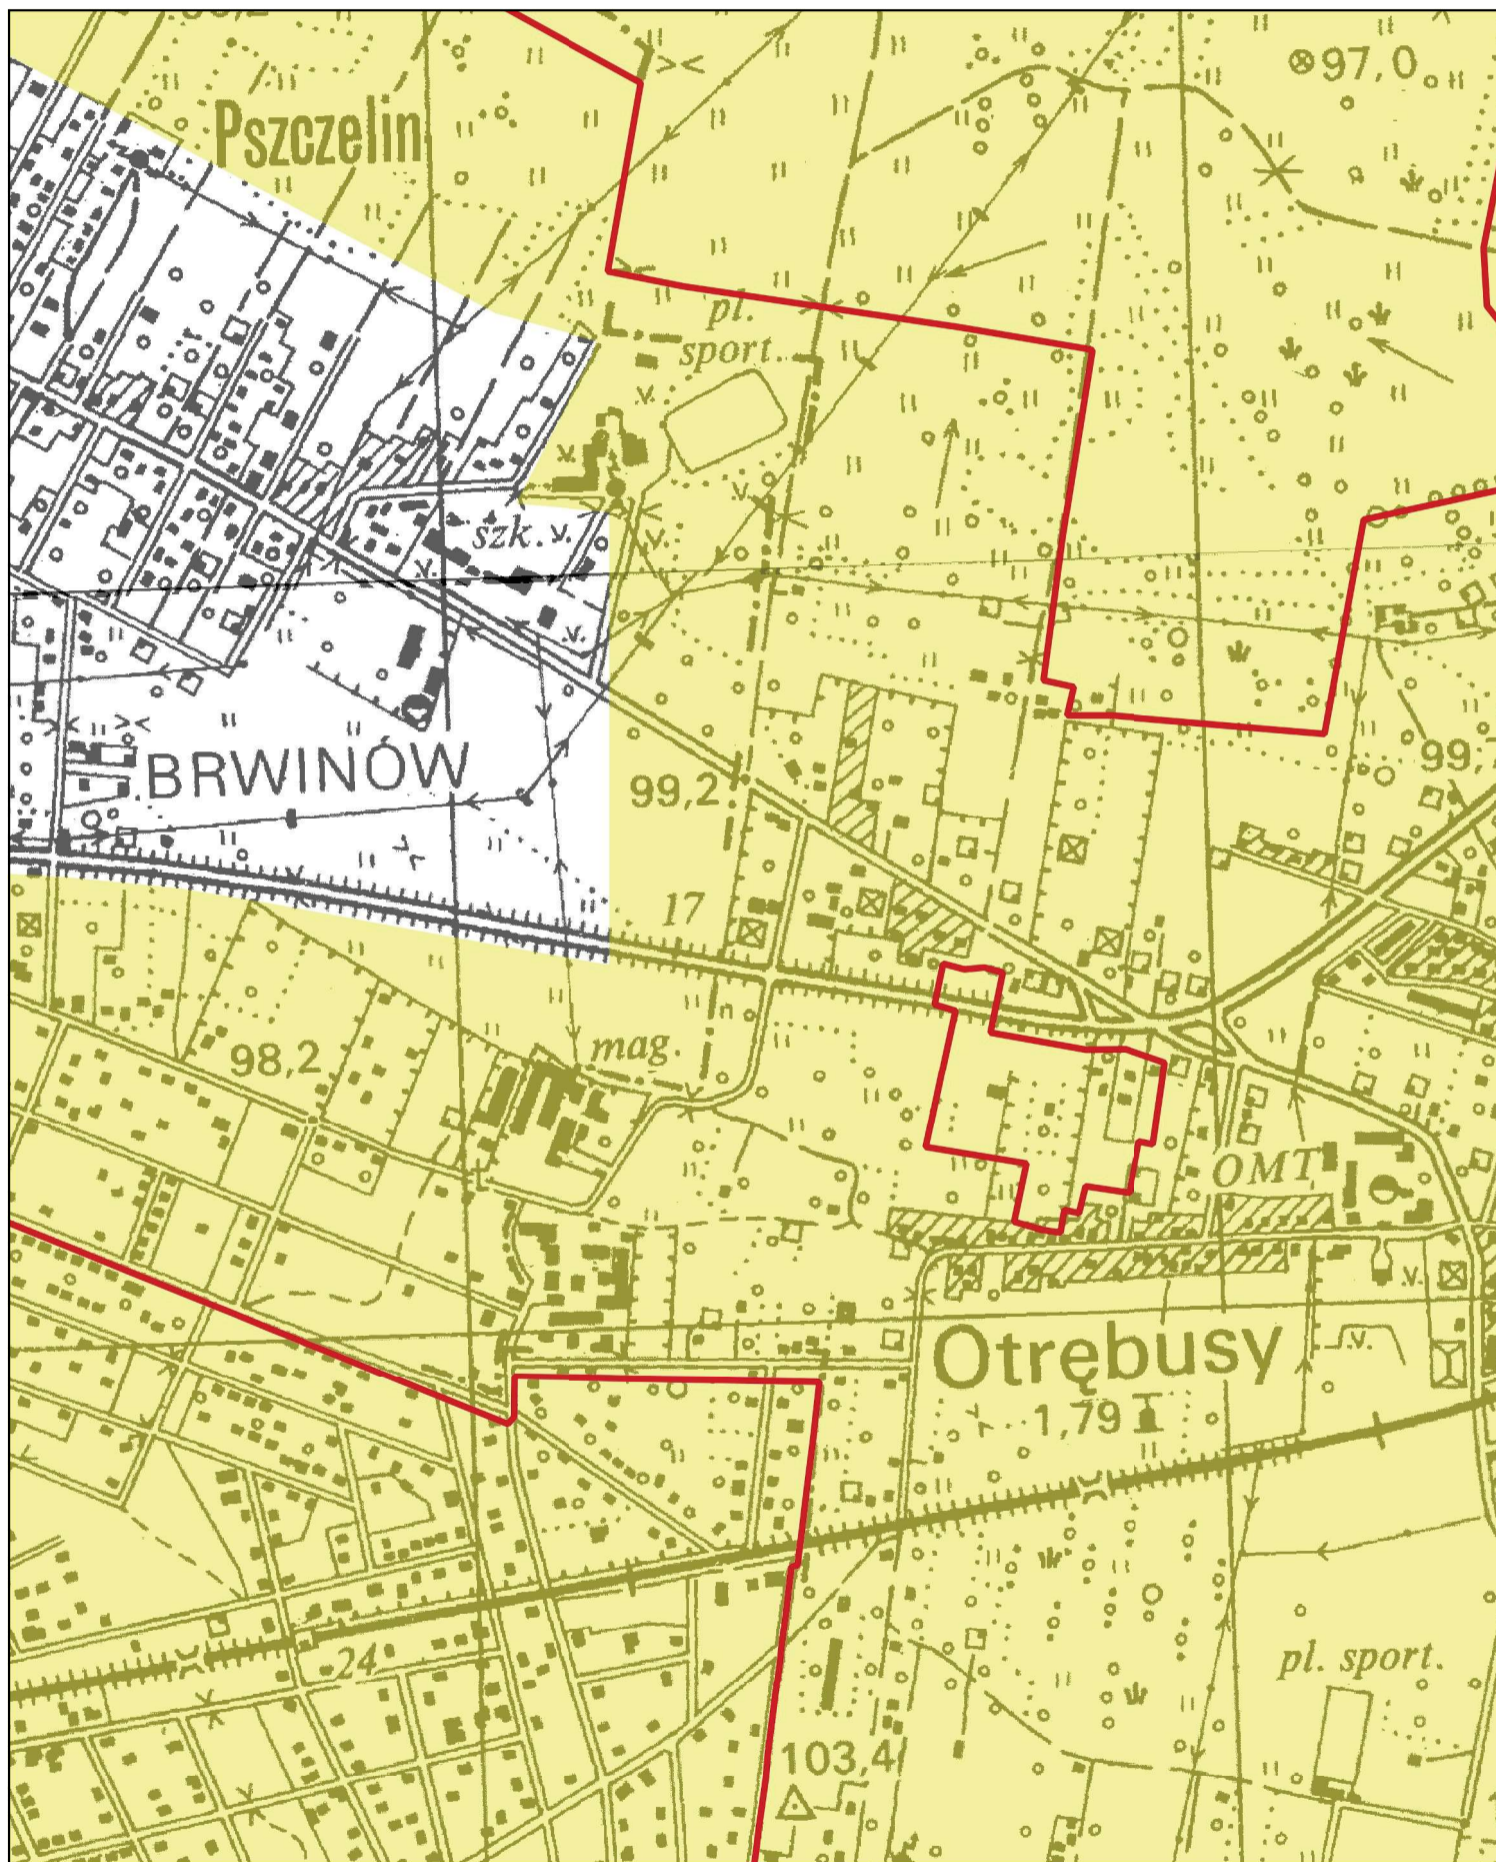 97,0
Pszczelin
pl.
sport.
szk.
BRWINÓW
99,2
99,
17
mag.
98,2
OMT
Otrębusy
1,79
24
pl. sport.
103,4